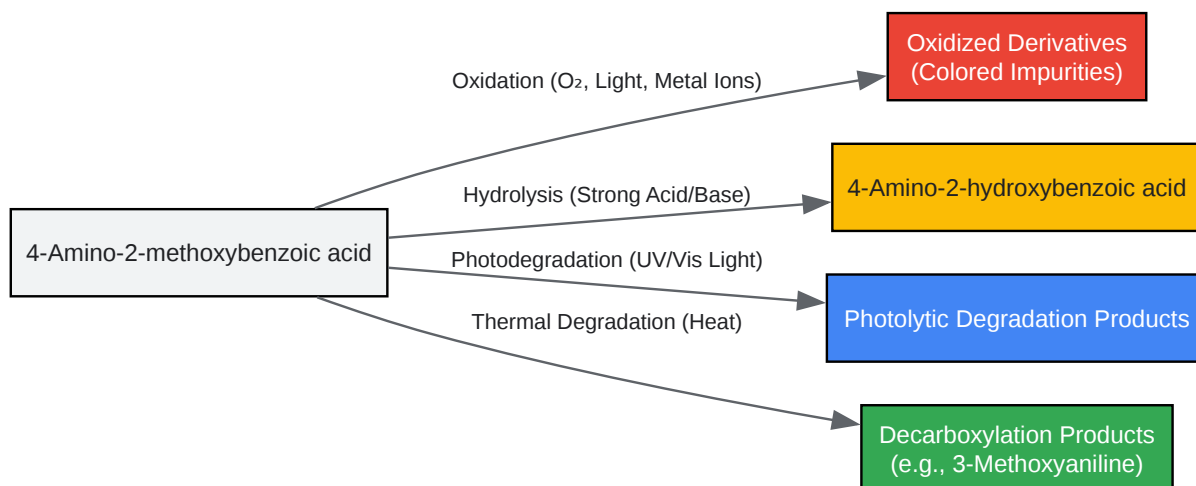 Oxidized Derivatives
(Colored Impurities)
Oxidation (O₂, Light, Metal Ions)
4-Amino-2-hydroxybenzoic acid
Hydrolysis (Strong Acid/Base)
4-Amino-2-methoxybenzoic acid
Photodegradation (UV/Vis Light)
Photolytic Degradation Products
Thermal Degradation (Heat)
Decarboxylation Products
(e.g., 3-Methoxyaniline)